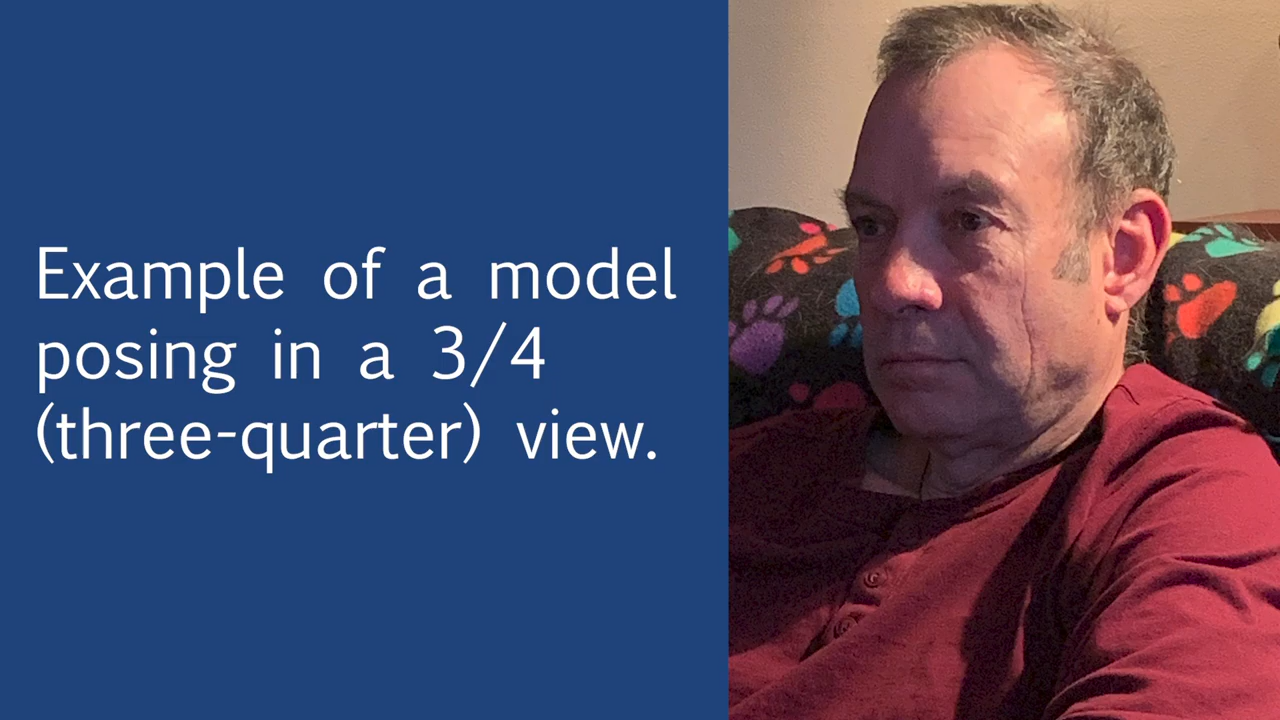 Example of a model
posing in a 3/4
(three-quarter) view.